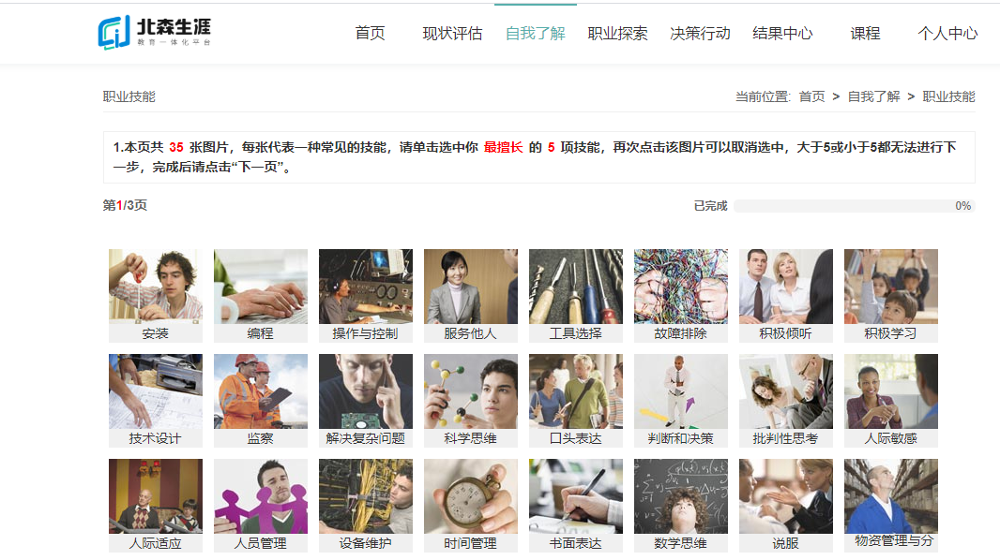 北森生涯
教育一体化平台
首页 现状评估 自我了解 职业探索 决策行动 结果中心 课程 个人中心
职业技能
当前位置: 首页 > 自我了解 > 职业技能
1.本页共 35 张图片，每张代表一种常见的技能，请单击选中你 最擅长 的 5 项技能，再次点击该图片可以取消选中，大于5或小于5都无法进行下
一步，完成后请点击“下一页”。
第1/3页
已完成 0%
安装 编程 操作与控制 服务他人 工具选择 故障排除 积极倾听 积极学习
技术设计 监察 解决复杂问题 科学思维 口头表达 判断和决策 批判性思考 人际敏感
人际适应 人员管理 设备维护 时间管理 书面表达 数学思维 说服 物资管理与分